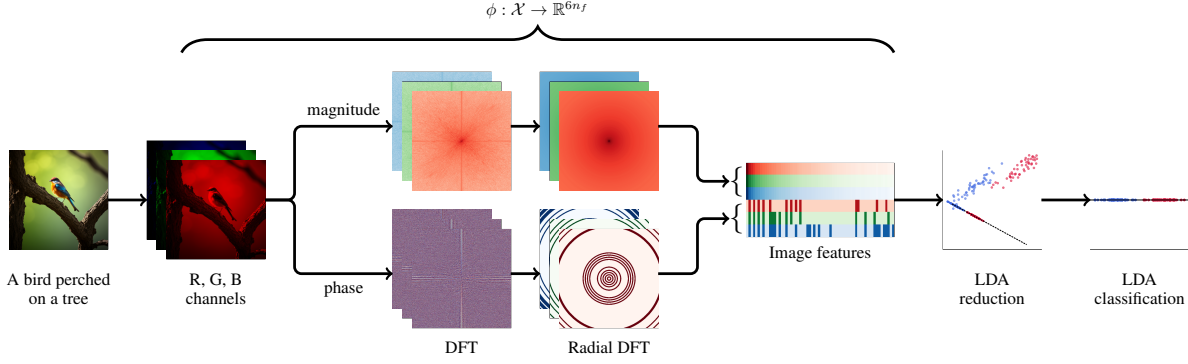 ϕ : 𝒳 → ℝ^{6n_f}
magnitude
phase
A bird perched
on a tree
R, G, B
channels
DFT
Radial DFT
Image features
LDA
reduction
LDA
classification